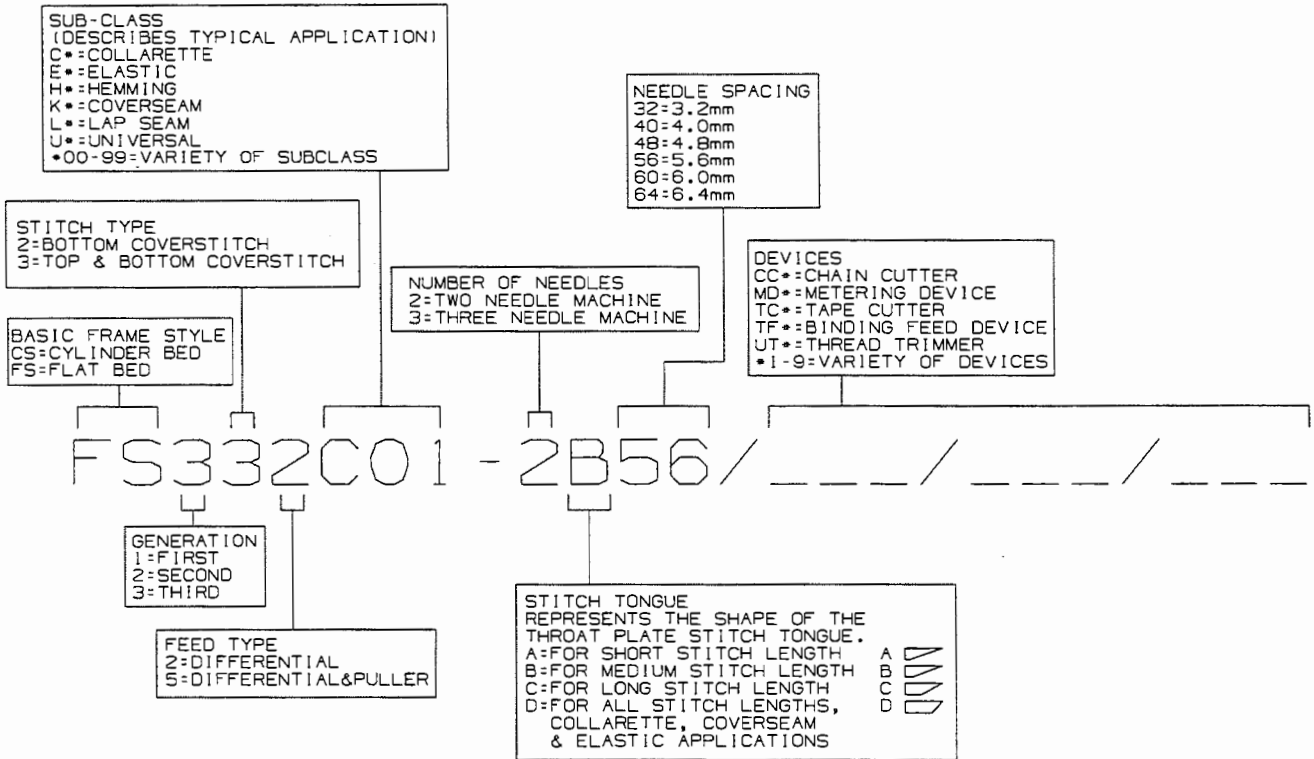 SUB-CLASS
(DESCRIBES TYPICAL APPLICATION)
C*=COLLARETTE
E*=ELASTIC
H*=HEMMING
K*=COVERSEAM
L*=LAP SEAM
U*=UNIVERSAL
*00-99=VARIETY OF SUBCLASS
NEEDLE SPACING
32=3.2mm
40=4.0mm
48=4.8mm
56=5.6mm
60=6.0mm
64=6.4mm
STITCH TYPE
2=BOTTOM COVERSTITCH
3=TOP & BOTTOM COVERSTITCH
NUMBER OF NEEDLES
2=TWO NEEDLE MACHINE
3=THREE NEEDLE MACHINE
DEVICES
CC*=CHAIN CUTTER
MD*=METERING DEVICE
TC*=TAPE CUTTER
TF*=BINDING FEED DEVICE
UT*=THREAD TRIMMER
*1-9=VARIETY OF DEVICES
BASIC FRAME STYLE
CS=CYLINDER BED
FS=FLAT BED
FS332C01-2B56/___/___/___
GENERATION
1=FIRST
2=SECOND
3=THIRD
FEED TYPE
2=DIFFERENTIAL
5=DIFFERENTIAL&PULLER
STITCH TONGUE
REPRESENTS THE SHAPE OF THE
THROAT PLATE STITCH TONGUE.
A=FOR SHORT STITCH LENGTH A
B=FOR MEDIUM STITCH LENGTH B
C=FOR LONG STITCH LENGTH C
D=FOR ALL STITCH LENGTHS, D
COLLARETTE, COVERSEAM
& ELASTIC APPLICATIONS